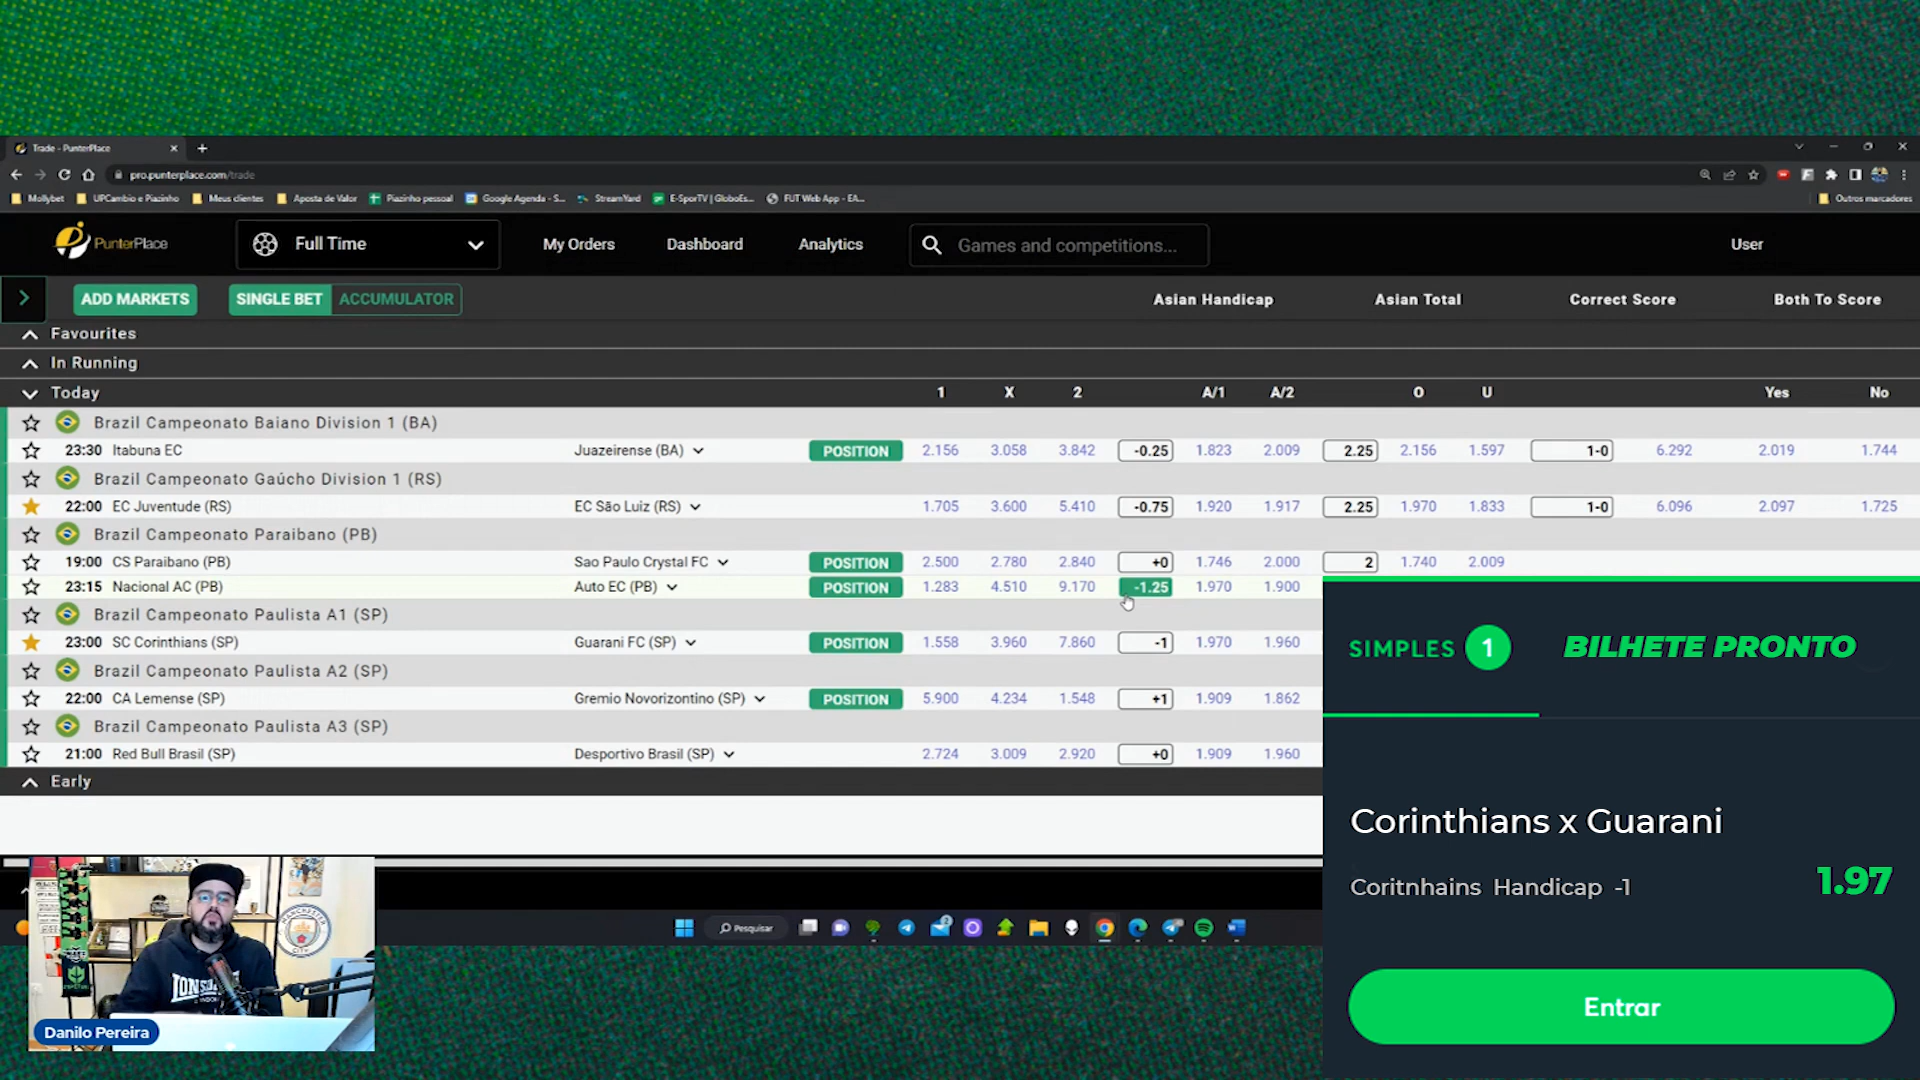 Trade - PunterPlace
pro.punterplace.com/trade
Mollybet UPCambio e Piazinho Meus clientes Aposta de Valor Piazinho pessoal Google Agenda - S... StreamYard E-SporTV | GloboEs... FUT Web App - EA... Outros marcadores
PunterPlace Full Time My Orders Dashboard Analytics Games and competitions... User
ADD MARKETS SINGLE BET ACCUMULATOR Asian Handicap Asian Total Correct Score Both To Score
Favourites
In Running
Today 1 X 2 A/1 A/2 O U Yes No
Brazil Campeonato Baiano Division 1 (BA)
23:30 Itabuna EC Juazeirense (BA) POSITION 2.156 3.058 3.842 -0.25 1.823 2.009 2.25 2.156 1.597 1-0 6.292 2.019 1.744
Brazil Campeonato Gaúcho Division 1 (RS)
22:00 EC Juventude (RS) EC São Luiz (RS) 1.705 3.600 5.410 -0.75 1.920 1.917 2.25 1.970 1.833 1-0 6.096 2.097 1.725
Brazil Campeonato Paraibano (PB)
19:00 CS Paraibano (PB) Sao Paulo Crystal FC POSITION 2.500 2.780 2.840 +0 1.746 2.000 2 1.740 2.009
23:15 Nacional AC (PB) Auto EC (PB) POSITION 1.283 4.510 9.170 -1.25 1.970 1.900
Brazil Campeonato Paulista A1 (SP)
23:00 SC Corinthians (SP) Guarani FC (SP) POSITION 1.558 3.960 7.860 -1 1.970 1.960
Brazil Campeonato Paulista A2 (SP)
22:00 CA Lemense (SP) Gremio Novorizontino (SP) POSITION 5.900 4.234 1.548 +1 1.909 1.862
Brazil Campeonato Paulista A3 (SP)
21:00 Red Bull Brasil (SP) Desportivo Brasil (SP) 2.724 3.009 2.920 +0 1.909 1.960
Early
SIMPLES 1 BILHETE PRONTO
Corinthians x Guarani
Coritnhains Handicap -1 1.97
Entrar
Pesquisar
MANCHESTER
CITY
Danilo Pereira